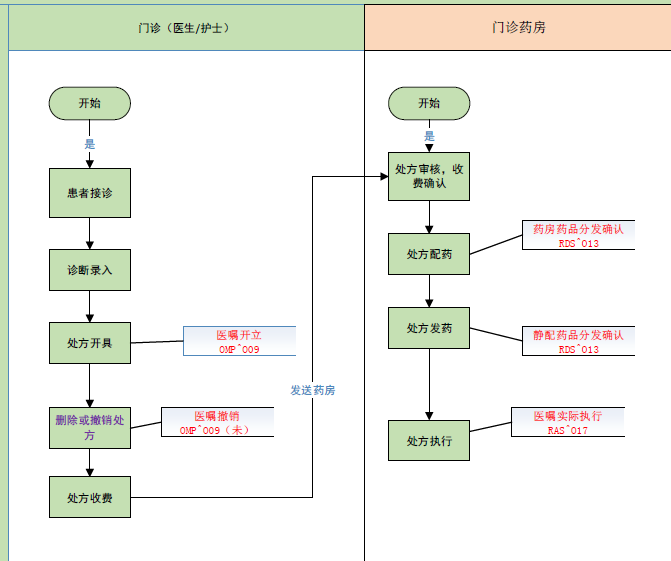 门诊（医生/护士）
门诊药房
开始
是
患者接诊
诊断录入
处方开具
医嘱开立
OMP^009
删除或撤销处
方
医嘱撤销
OMP^009（未）
处方收费
发送药房
开始
是
处方审核，收
费确认
处方配药
药房药品分发确认
RDS^013
处方发药
静配药品分发确认
RDS^013
处方执行
医嘱实际执行
RAS^017